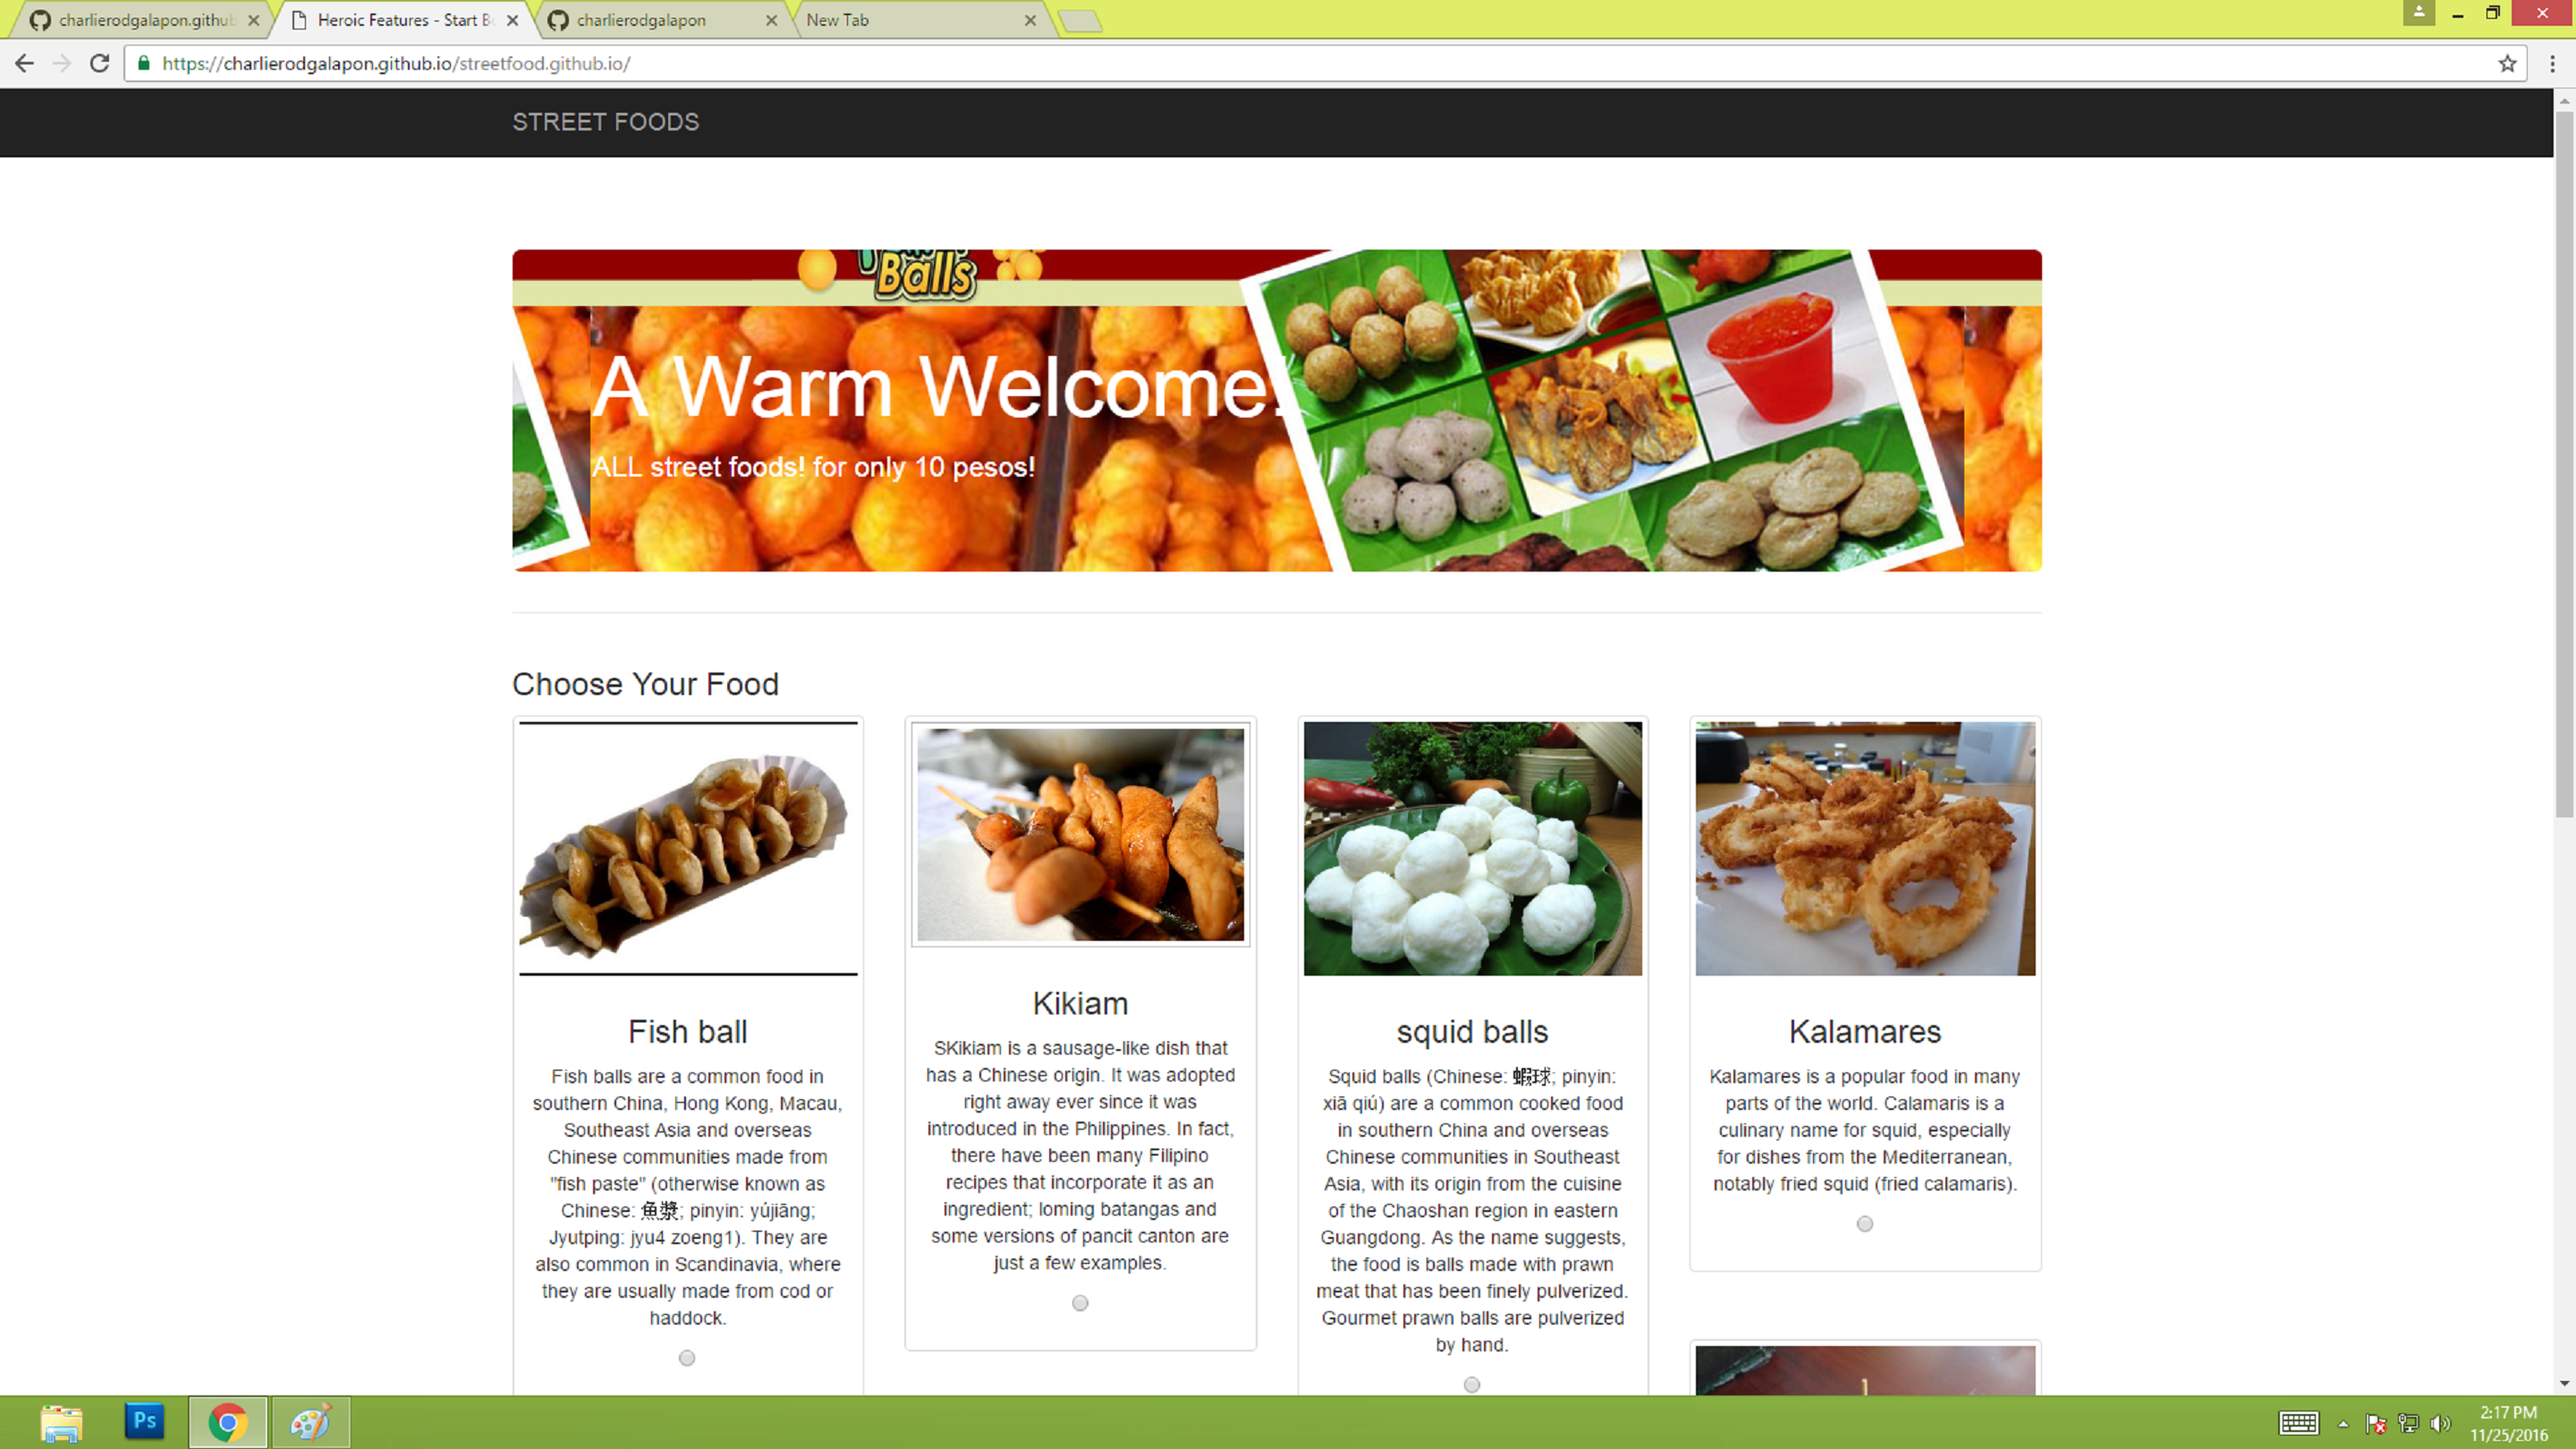 charlierodgalapon.github
Heroic Features - Start B
charlierodgalapon
New Tab
https://charlierodgalapon.github.io/streetfood.github.io/
STREET FOODS
Balls
A Warm Welcome!
ALL street foods! for only 10 pesos!
Choose Your Food
Fish ball
Fish balls are a common food in
southern China, Hong Kong, Macau,
Southeast Asia and overseas
Chinese communities made from
"fish paste" (otherwise known as
Chinese: 魚漿; pinyin: yújiāng;
Jyutping: jyu4 zoeng1). They are
also common in Scandinavia, where
they are usually made from cod or
haddock.
Kikiam
SKikiam is a sausage-like dish that
has a Chinese origin. It was adopted
right away ever since it was
introduced in the Philippines. In fact,
there have been many Filipino
recipes that incorporate it as an
ingredient; loming batangas and
some versions of pancit canton are
just a few examples.
squid balls
Squid balls (Chinese: 蝦球; pinyin:
xiā qiú) are a common cooked food
in southern China and overseas
Chinese communities in Southeast
Asia, with its origin from the cuisine
of the Chaoshan region in eastern
Guangdong. As the name suggests,
the food is balls made with prawn
meat that has been finely pulverized.
Gourmet prawn balls are pulverized
by hand.
Kalamares
Kalamares is a popular food in many
parts of the world. Calamaris is a
culinary name for squid, especially
for dishes from the Mediterranean,
notably fried squid (fried calamaris).
Ps
2:17 PM
11/25/2016